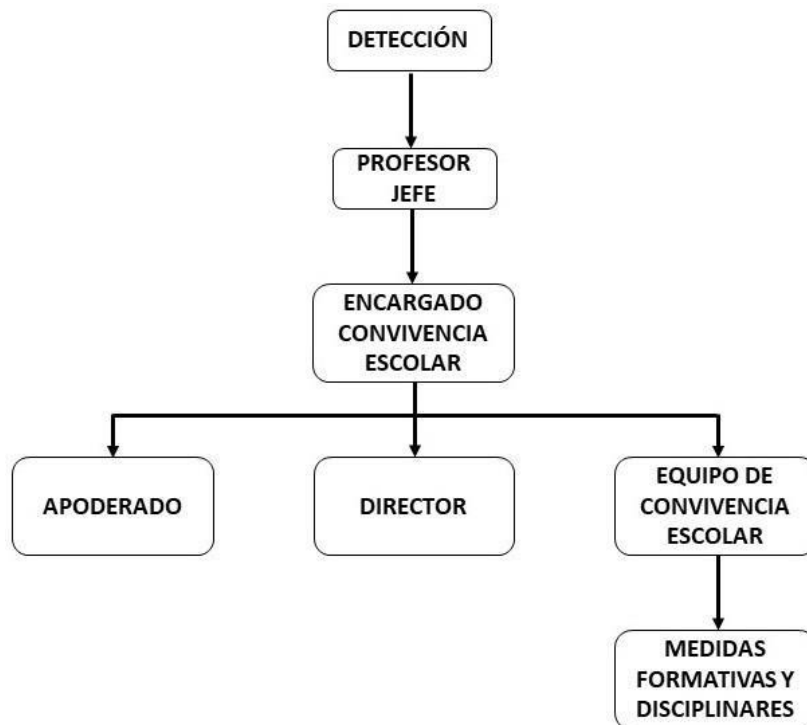 DETECCIÓN
PROFESOR
JEFE
ENCARGADO
CONVIVENCIA
ESCOLAR
APODERADO
DIRECTOR
EQUIPO DE
CONVIVENCIA
ESCOLAR
MEDIDAS
FORMATIVAS Y
DISCIPLINARES